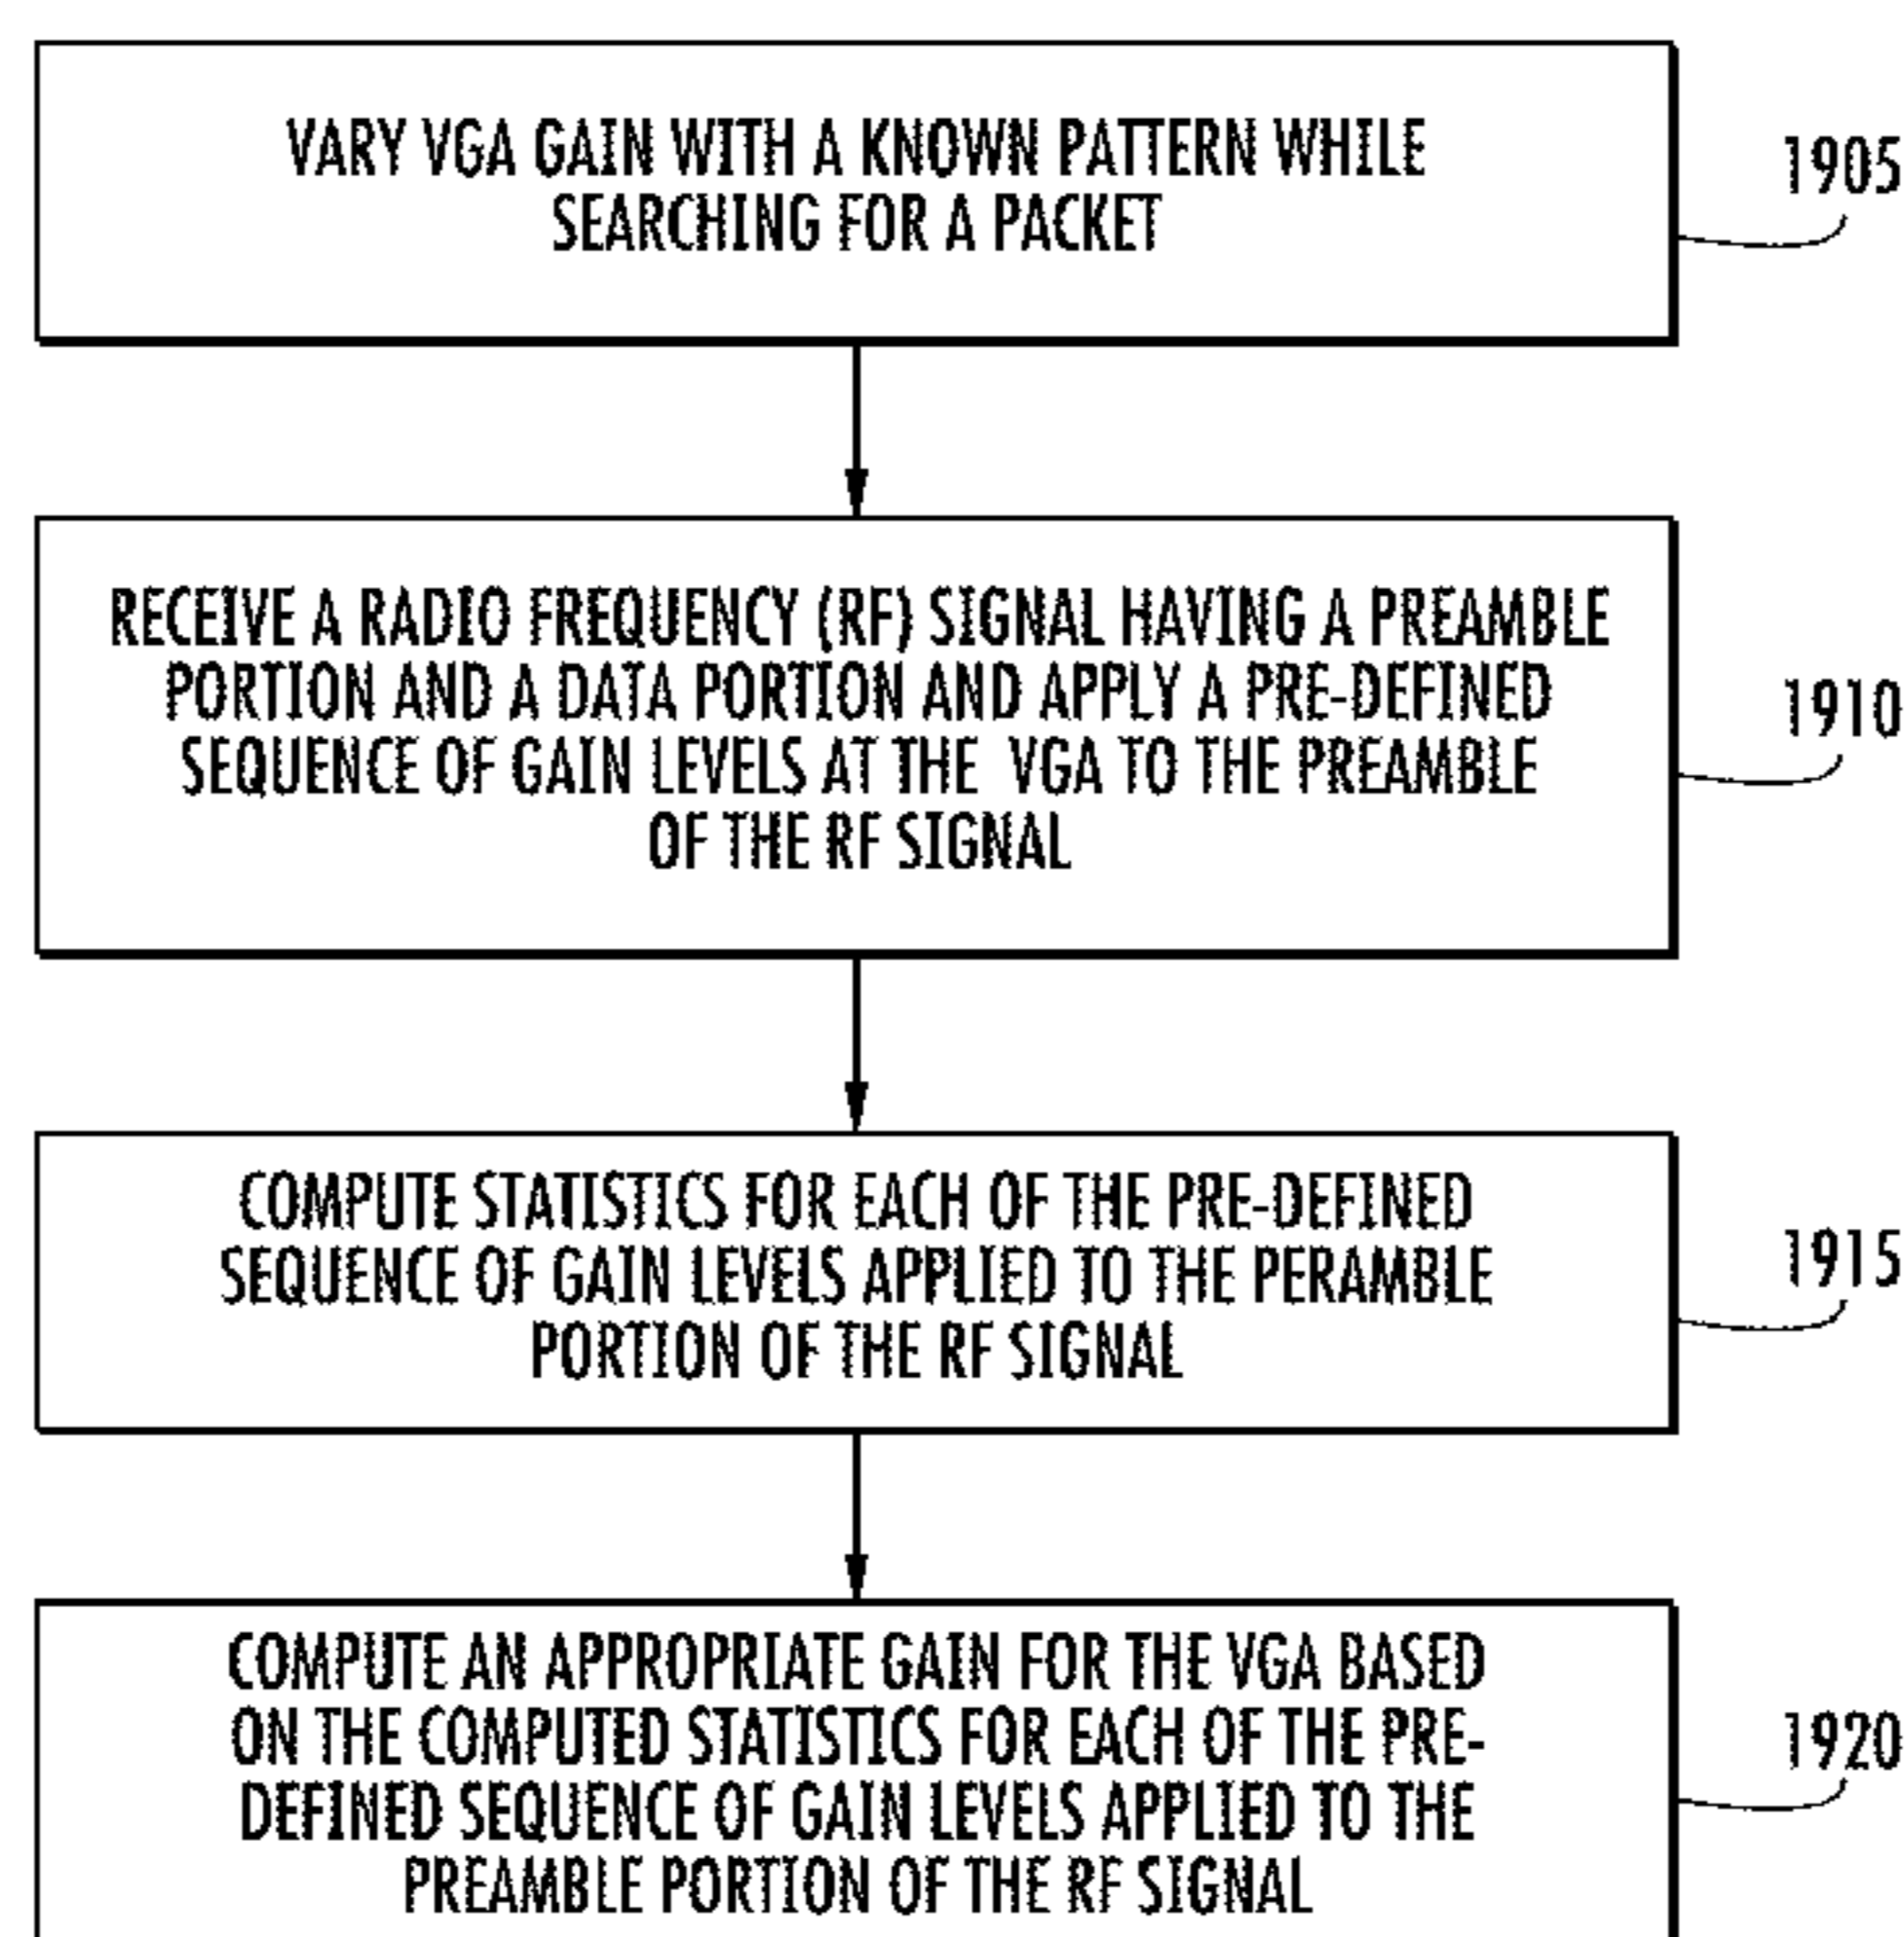 VARY VGA GAIN WITH A KNOWN PATTERN WHILE
SEARCHING FOR A PACKET
1905
RECEIVE A RADIO FREQUENCY (RF) SIGNAL HAVING A PREAMBLE
PORTION AND A DATA PORTION AND APPLY A PRE-DEFINED
SEQUENCE OF GAIN LEVELS AT THE VGA TO THE PREAMBLE
OF THE RF SIGNAL
1910
COMPUTE STATISTICS FOR EACH OF THE PRE-DEFINED
SEQUENCE OF GAIN LEVELS APPLIED TO THE PERAMBLE
PORTION OF THE RF SIGNAL
1915
COMPUTE AN APPROPRIATE GAIN FOR THE VGA BASED
ON THE COMPUTED STATISTICS FOR EACH OF THE PRE-
DEFINED SEQUENCE OF GAIN LEVELS APPLIED TO THE
PREAMBLE PORTION OF THE RF SIGNAL
1920